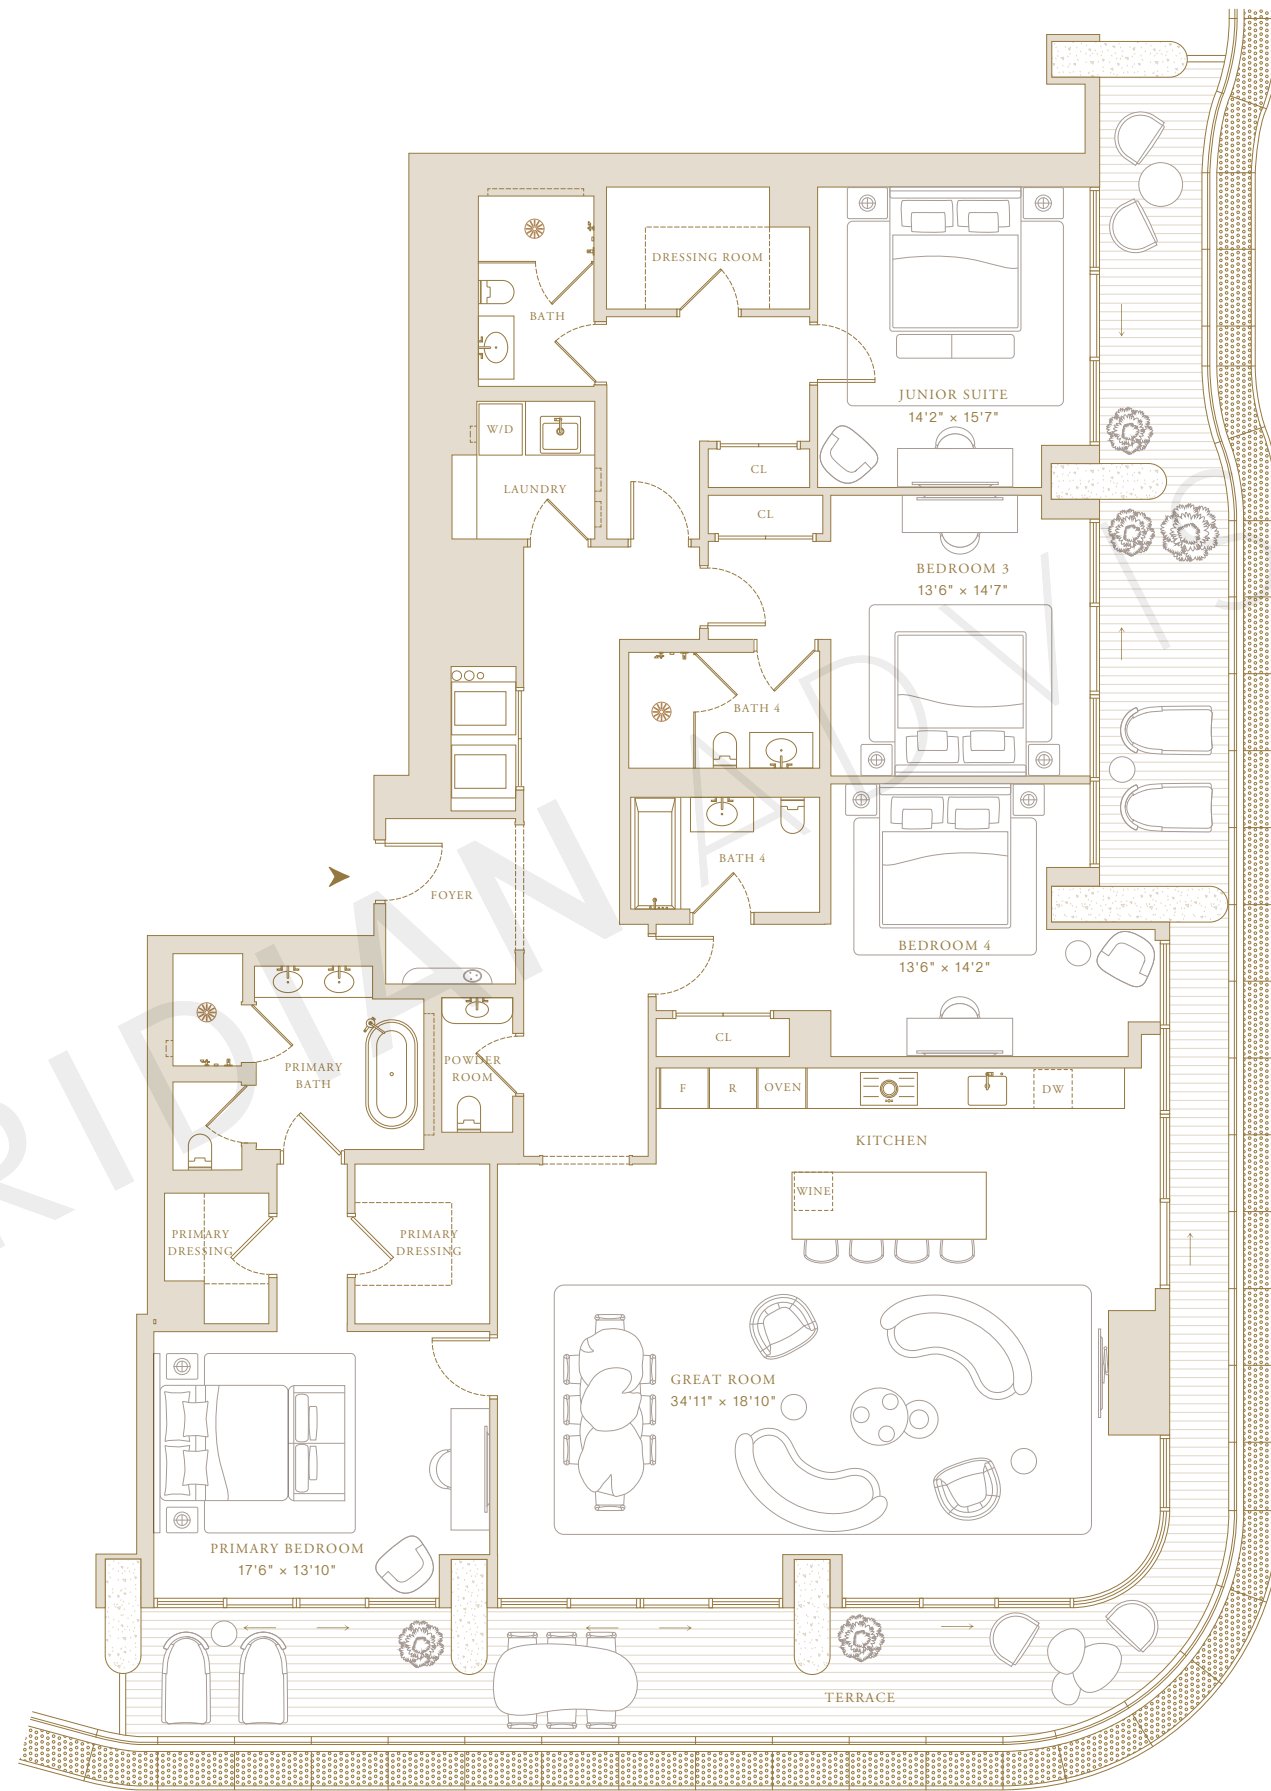 DRESSING ROOM
BATH
JUNIOR SUITE
14'2" × 15'7"
W/D
CL
LAUNDRY
CL
BEDROOM 3
13'6" × 14'7"
BATH 4
BATH 4
FOYER
BEDROOM 4
13'6" × 14'2"
CL
POWDER
ROOM
PRIMARY
BATH
F
R
OVEN
DW
KITCHEN
WINE
PRIMARY
DRESSING
PRIMARY
DRESSING
GREAT ROOM
34'11" × 18'10"
PRIMARY BEDROOM
17'6" × 13'10"
TERRACE
RIDIAN ADVIS